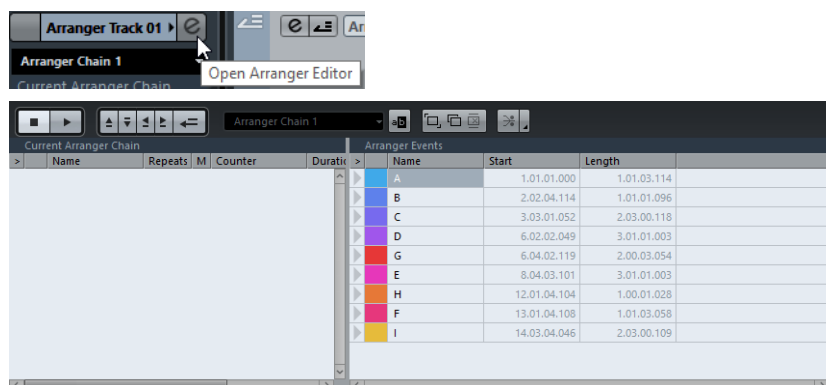 Arranger Track 01
e
e
Ar
Arranger Chain 1
Open Arranger Editor
Current Arranger Chain
Arranger Chain 1
ab
Current Arranger Chain
Arranger Events
> Name Repeats M Counter Duratic
> Name Start Length
A 1.01.01.000 1.01.03.114
B 2.02.04.114 1.01.01.096
C 3.03.01.052 2.03.00.118
D 6.02.02.049 3.01.01.003
G 6.04.02.119 2.00.03.054
E 8.04.03.101 3.01.01.003
H 12.01.04.104 1.00.01.028
F 13.01.04.108 1.01.03.058
I 14.03.04.046 2.03.00.109